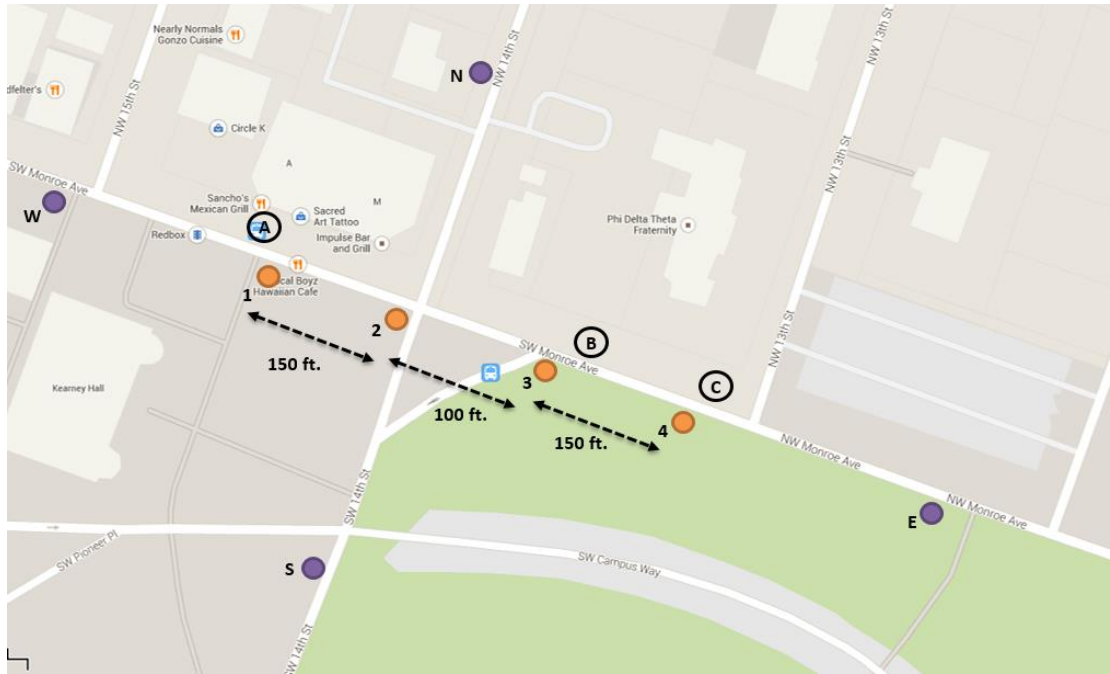 Nearly Normals
Gonzo Cuisine
N
NW 14th St
NW 13th St
dfelter's
NW 15th St
Circle K
A
SW Monroe Ave
W
Sancho's
Mexican Grill
Sacred
Art Tattoo
M
A
Redbox
Impulse Bar
and Grill
Phi Delta Theta
Fraternity
NW 13th St
1
cal Boyz
Hawaiian Cafe
2
150 ft.
SW Monroe Ave
B
3
C
Kearney Hall
100 ft.
150 ft.
4
NW Monroe Ave
SW 14th St
E
NW Monroe Ave
SW Pioneer Pl
S
SW Campus Way
SW 14th St